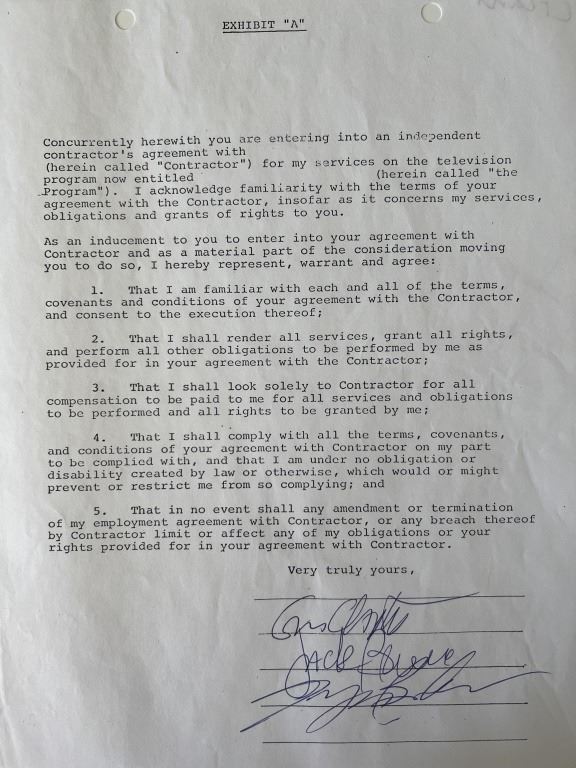 EXHIBIT "A"
Concurrently herewith you are entering into an independent
contractor's agreement with
(herein called "Contractor") for my services on the television
program now entitled (herein called "the
Program"). I acknowledge familiarity with the terms of your
agreement with the Contractor, insofar as it concerns my services,
obligations and grants of rights to you.
As an inducement to you to enter into your agreement with
Contractor and as a material part of the consideration moving
you to do so, I hereby represent, warrant and agree:
1. That I am familiar with each and all of the terms,
covenants and conditions of your agreement with the Contractor,
and consent to the execution thereof;
2. That I shall render all services, grant all rights,
and perform all other obligations to be performed by me as
provided for in your agreement with the Contractor;
3. That I shall look solely to Contractor for all
compensation to be paid to me for all services and obligations
to be performed and all rights to be granted by me;
4. That I shall comply with all the terms, covenants,
and conditions of your agreement with Contractor on my part
to be complied with, and that I am under no obligation or
disability created by law or otherwise, which would or might
prevent or restrict me from so complying; and
5. That in no event shall any amendment or termination
of my employment agreement with Contractor, or any breach thereof
by Contractor limit or affect any of my obligations or your
rights provided for in your agreement with Contractor.
Very truly yours,
JACK